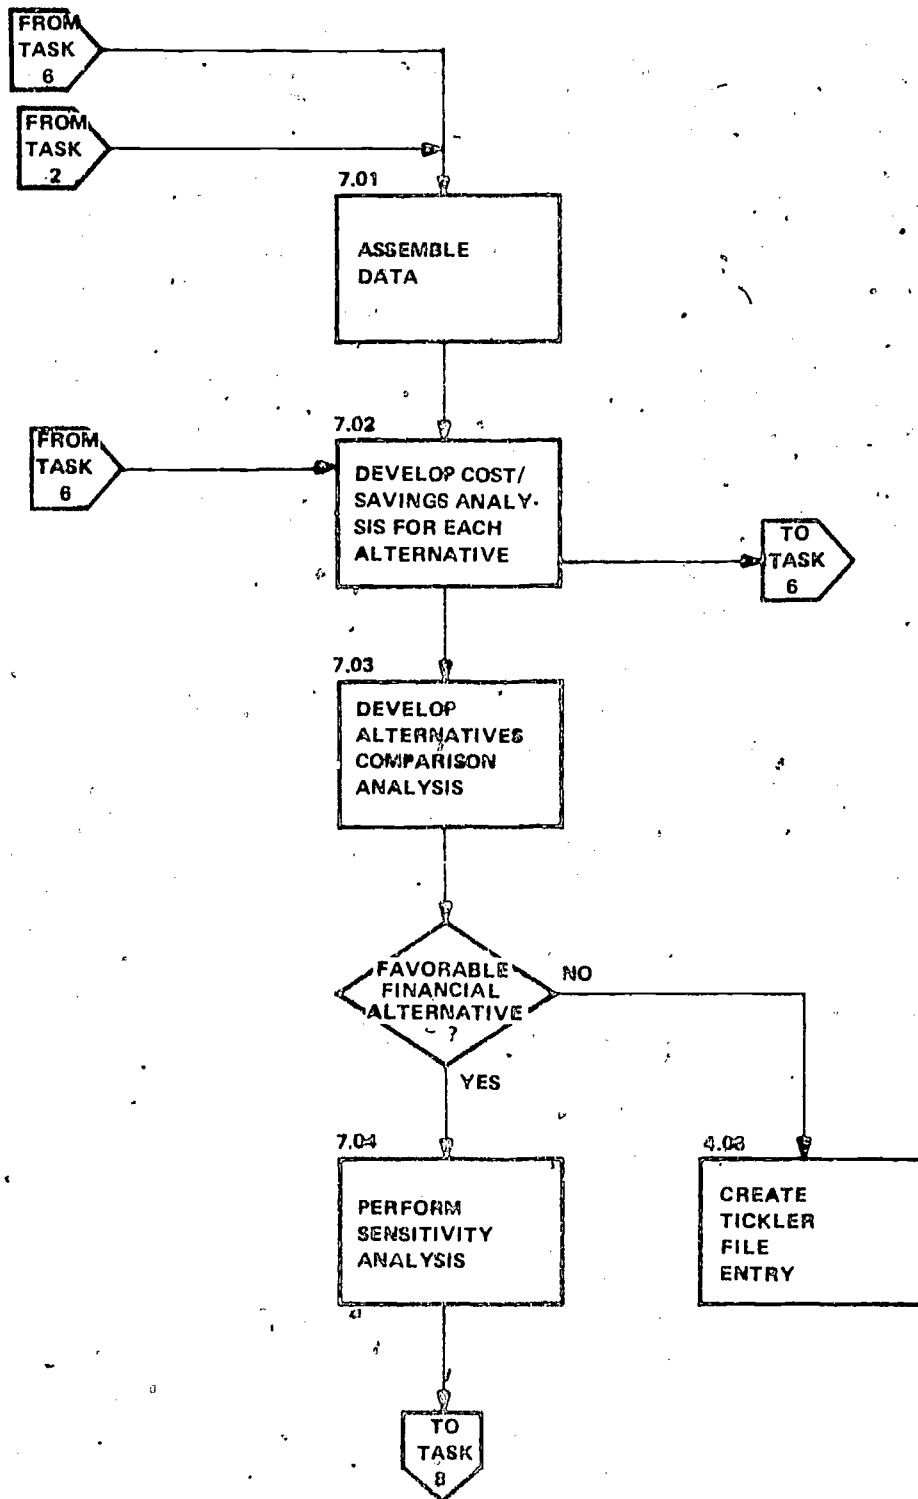 FROM
TASK
6
FROM
TASK
2
7.01
ASSEMBLE
DATA
7.02
FROM
TASK
6
DEVELOP COST/
SAVINGS ANALY-
SIS FOR EACH
ALTERNATIVE
TO
TASK
6
7.03
DEVELOP
ALTERNATIVES
COMPARISON
ANALYSIS
FAVORABLE
FINANCIAL
ALTERNATIVE
?
NO
YES
7.04
PERFORM
SENSITIVITY
ANALYSIS
4.08
CREATE
TICKLER
FILE
ENTRY
TO
TASK
8